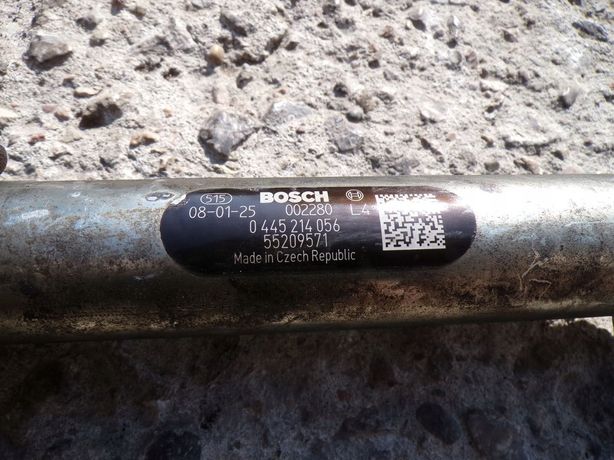 515 BOSCH
08-01-25 002280 L4
0 445 214 056
55209571
Made in Czech Republic